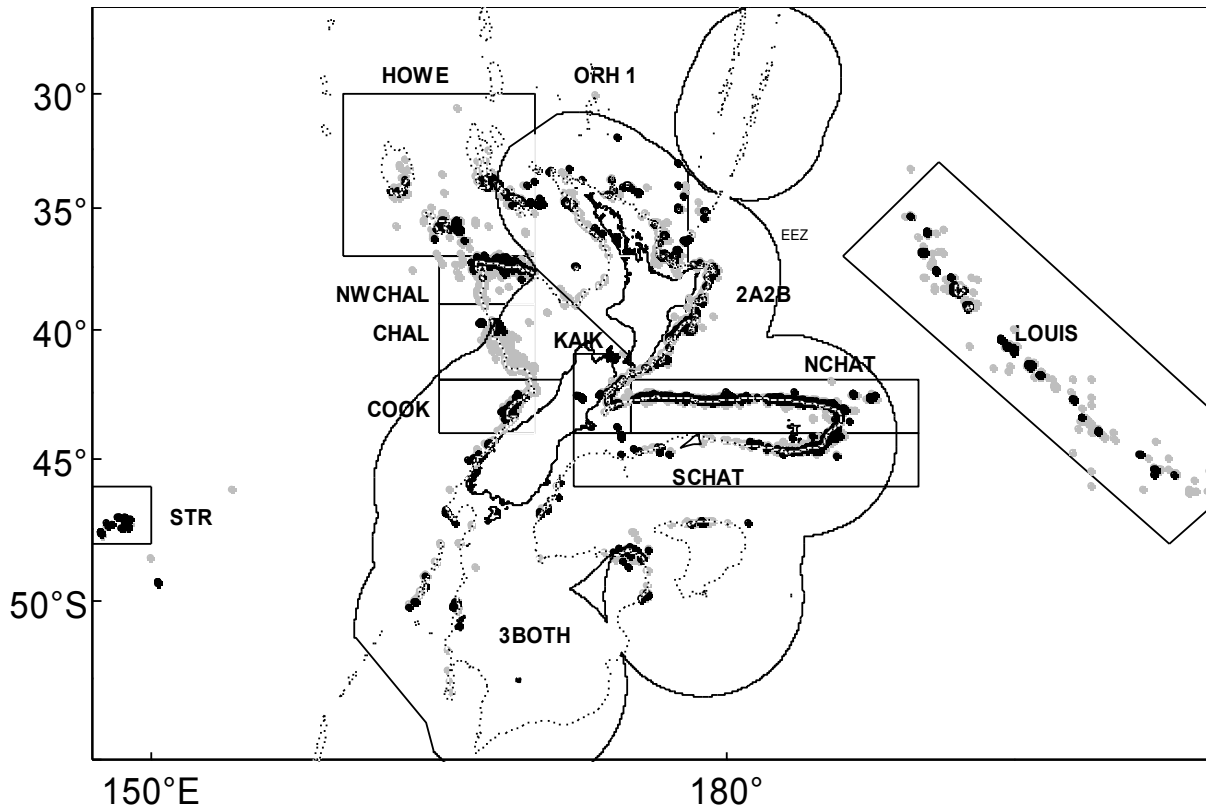 HOWE
ORH 1
30°
35°
EEZ
NWCHAL
2A2B
CHAL
KAIK
LOUIS
40°
NCHAT
COOK
45°
SCHAT
STR
50°S
3BOTH
150°E
180°